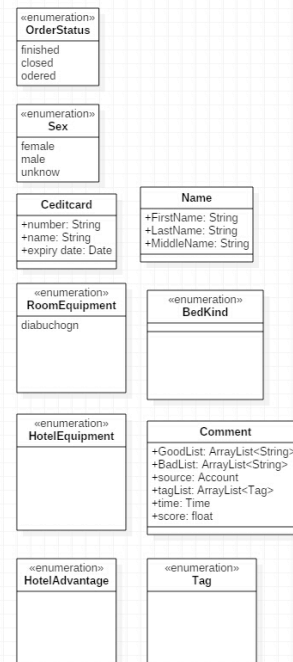 «enumeration»
OrderStatus
finished
closed
odered
«enumeration»
Sex
female
male
unknow
Ceditcard
+number: String
+name: String
+expiry date: Date
Name
+FirstName: String
+LastName: String
+MiddleName: String
«enumeration»
RoomEquipment
diabuchogn
«enumeration»
BedKind
«enumeration»
HotelEquipment
Comment
+GoodList: ArrayList<String>
+BadList: ArrayList<String>
+source: Account
+tagList: ArrayList<Tag>
+time: Time
+score: float
«enumeration»
HotelAdvantage
«enumeration»
Tag